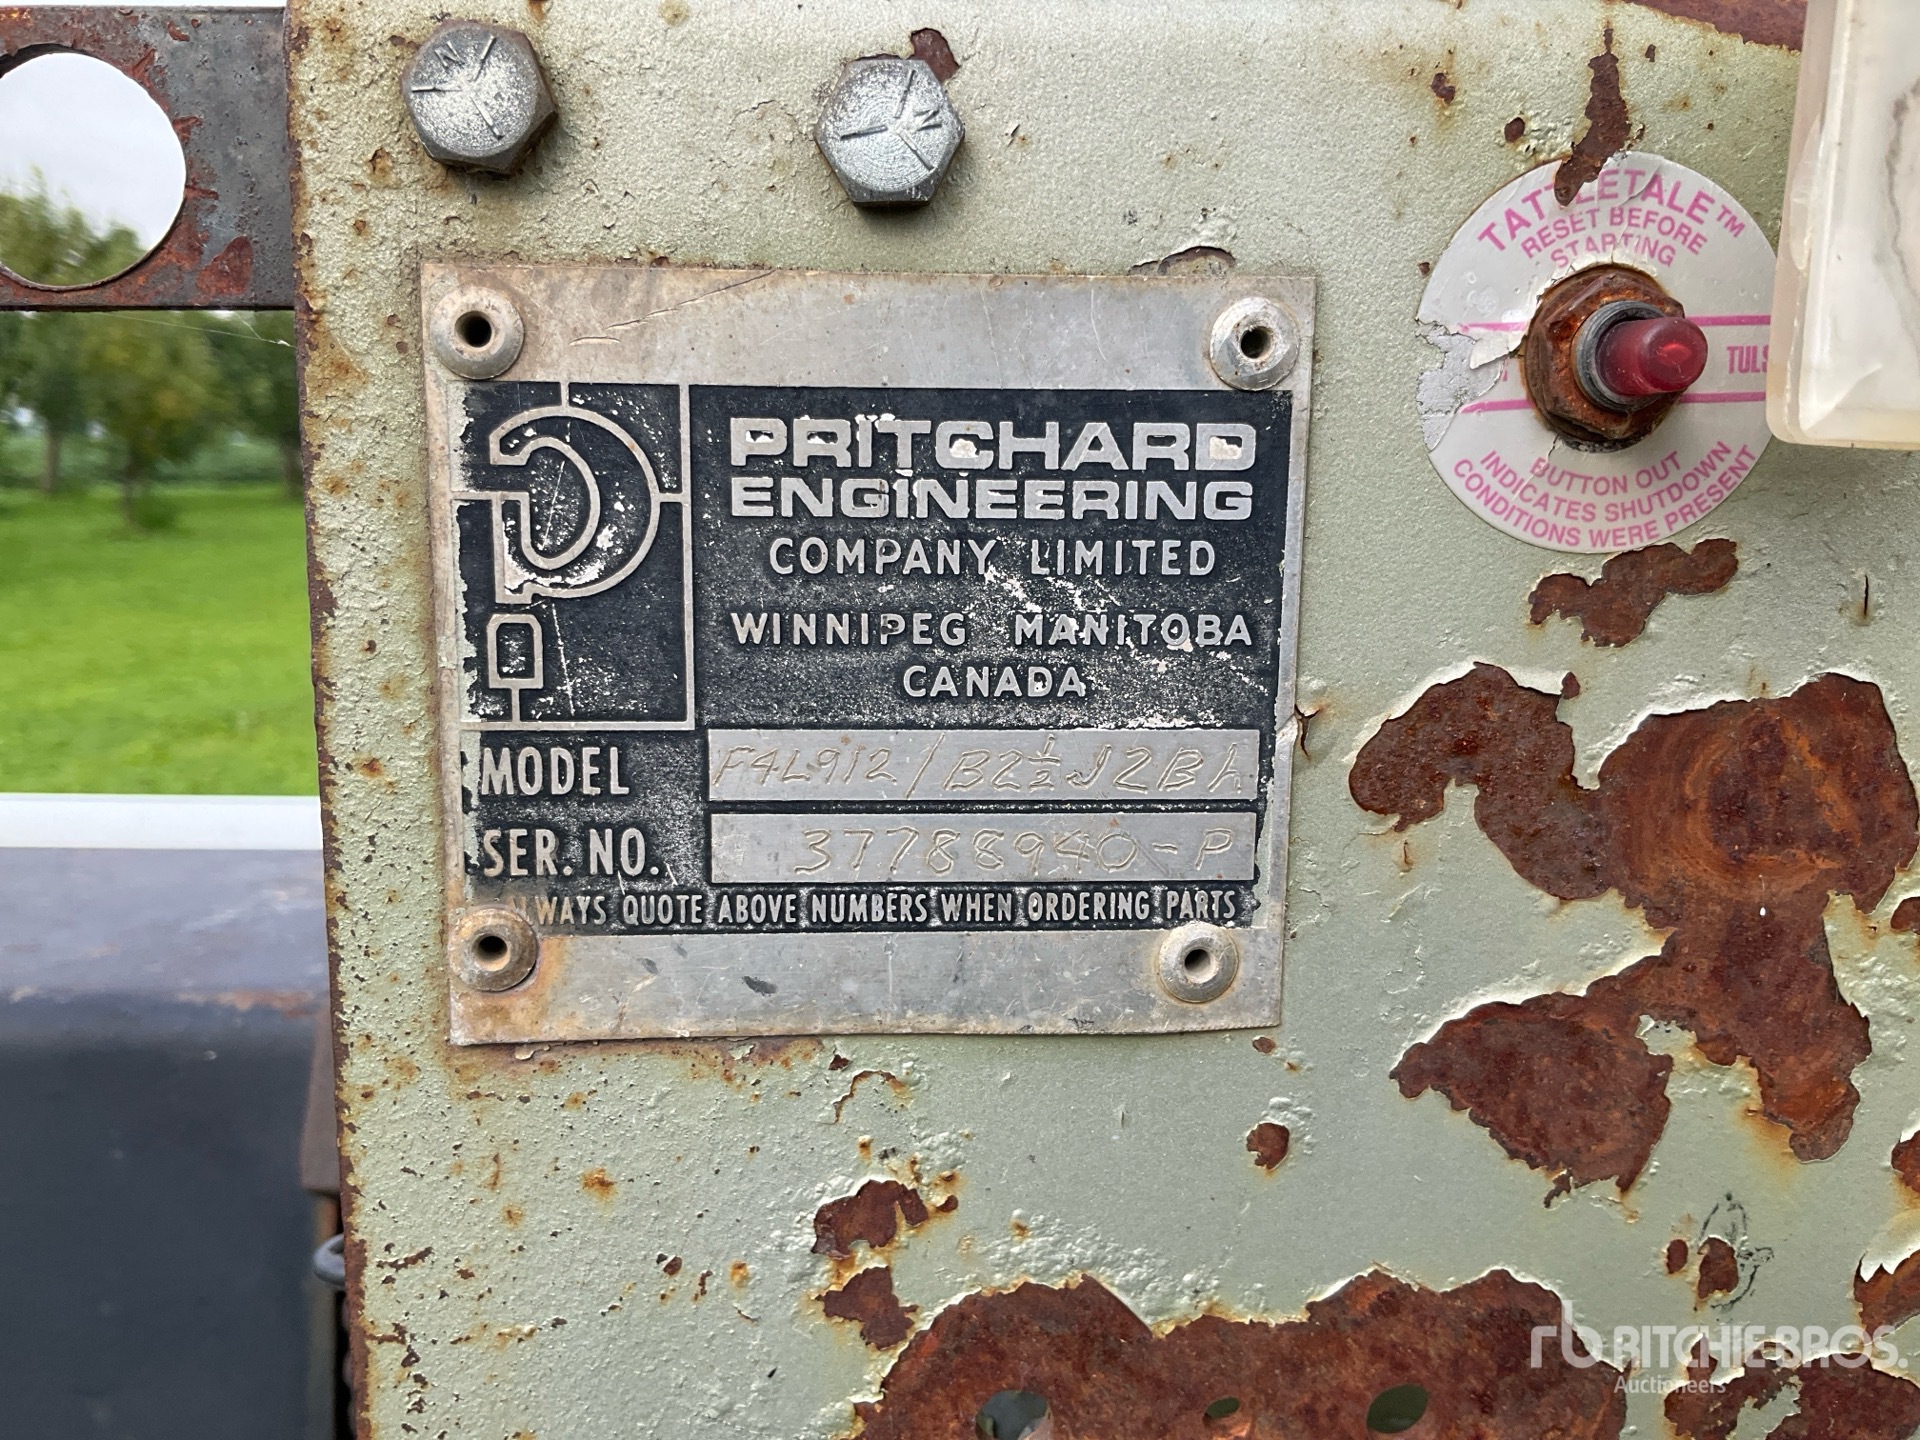 N
N
TATTLETALE™
RESET BEFORE
STARTING
TULS
BUTTON OUT
INDICATES SHUTDOWN
CONDITIONS WERE PRESENT
PRITCHARD
ENGINEERING
COMPANY LIMITED
WINNIPEG MANITOBA
CANADA
MODEL F4L912/B2½J2BA
SER. NO. 37788940-P
ALWAYS QUOTE ABOVE NUMBERS WHEN ORDERING PARTS
rb RITCHIE BROS.
Auctioneers